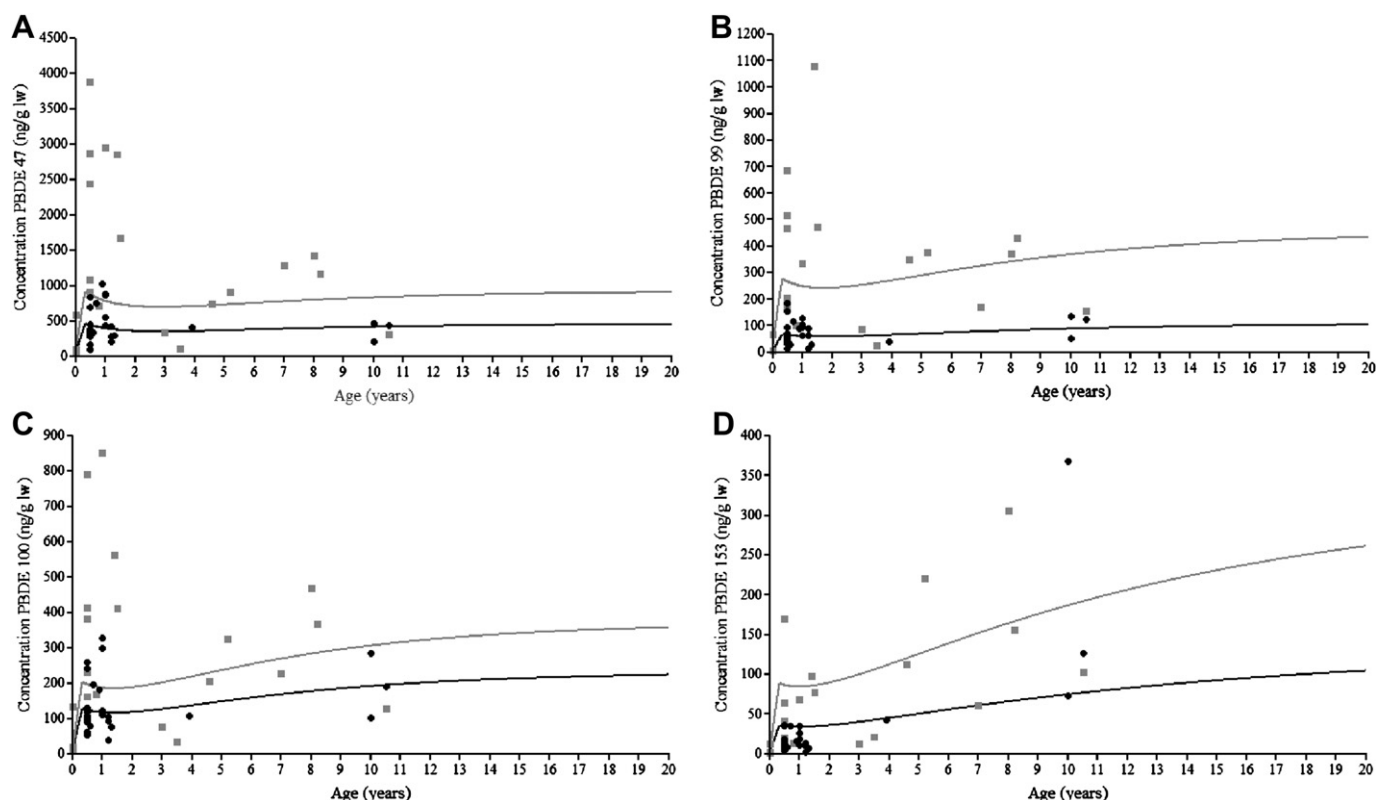 A
Concentration PBDE 47 (ng/g lw)
4500
4000
3500
3000
2500
2000
1500
1000
500
0
0 1 2 3 4 5 6 7 8 9 10 11 12 13 14 15 16 17 18 19 20
Age (years)
B
Concentration PBDE 99 (ng/g lw)
1200
1100
1000
900
800
700
600
500
400
300
200
100
0
0 1 2 3 4 5 6 7 8 9 10 11 12 13 14 15 16 17 18 19 20
Age (years)
C
Concentration PBDE 100 (ng/g lw)
900
800
700
600
500
400
300
200
100
0
0 1 2 3 4 5 6 7 8 9 10 11 12 13 14 15 16 17 18 19 20
Age (years)
D
Concentration PBDE 153 (ng/g lw)
400
350
300
250
200
150
100
50
0
0 1 2 3 4 5 6 7 8 9 10 11 12 13 14 15 16 17 18 19 20
Age (years)